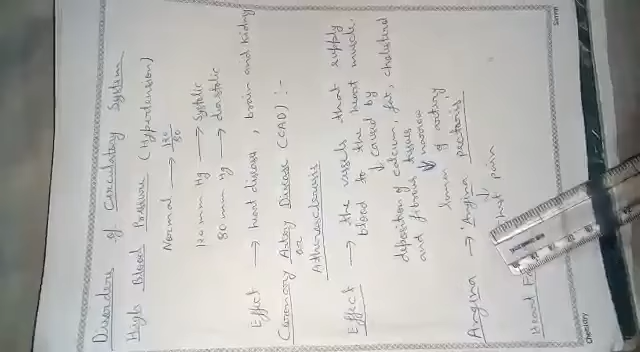 Disorders of Circulatory System
High Blood Pressure (Hypertension)
Normal → 120/80
120 mm Hg → Systolic
80 mm Hg → diastolic
Effect → heart disease, brain and kidney
Coronary Artery Disease (CAD) :-
or
Atherosclerosis
Effect → the vessels that supply
blood to the heart muscle.
↓ caused by
deposition of calcium, fat, cholesterol
and fibrous tissues
↓ narrow
lumen of artery
Angina → 'Angina pectoris'
↓
chest pain
Heart
Chemistry